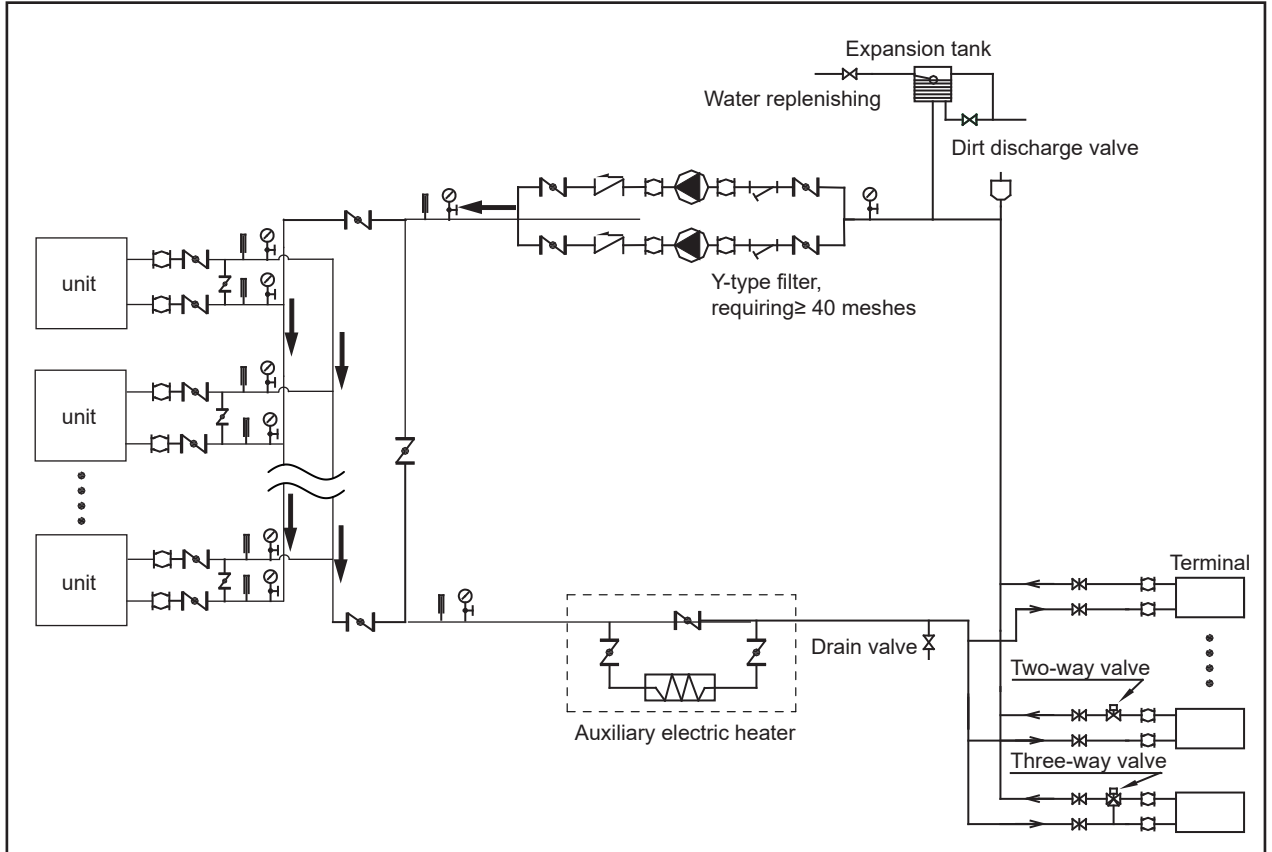 Expansion tank
Water replenishing
Dirt discharge valve
Y-type filter,
requiring≥ 40 meshes
unit
unit
unit
Terminal
Drain valve
Two-way valve
Auxiliary electric heater
Three-way valve